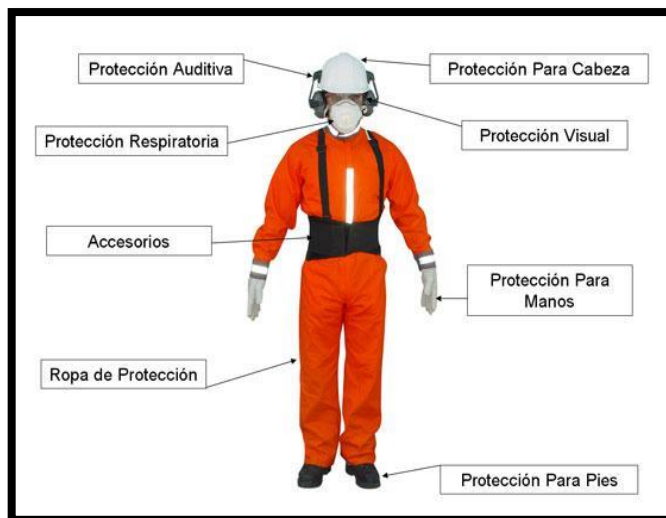 Protección Auditiva
Protección Para Cabeza
Protección Respiratoria
Protección Visual
Accesorios
Protección Para
Manos
Ropa de Protección
Protección Para Pies